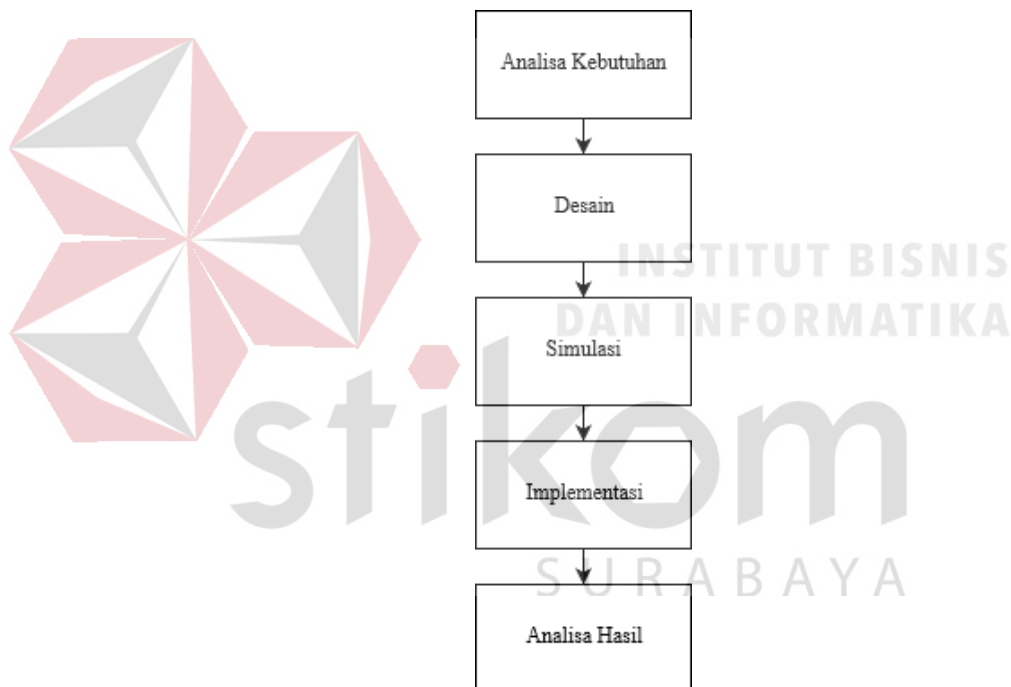 Analisa Kebutuhan
Desain
INSTITUT BISNIS
DAN INFORMATIKA
Simulasi
stikom
Implementasi
SURABAYA
Analisa Hasil